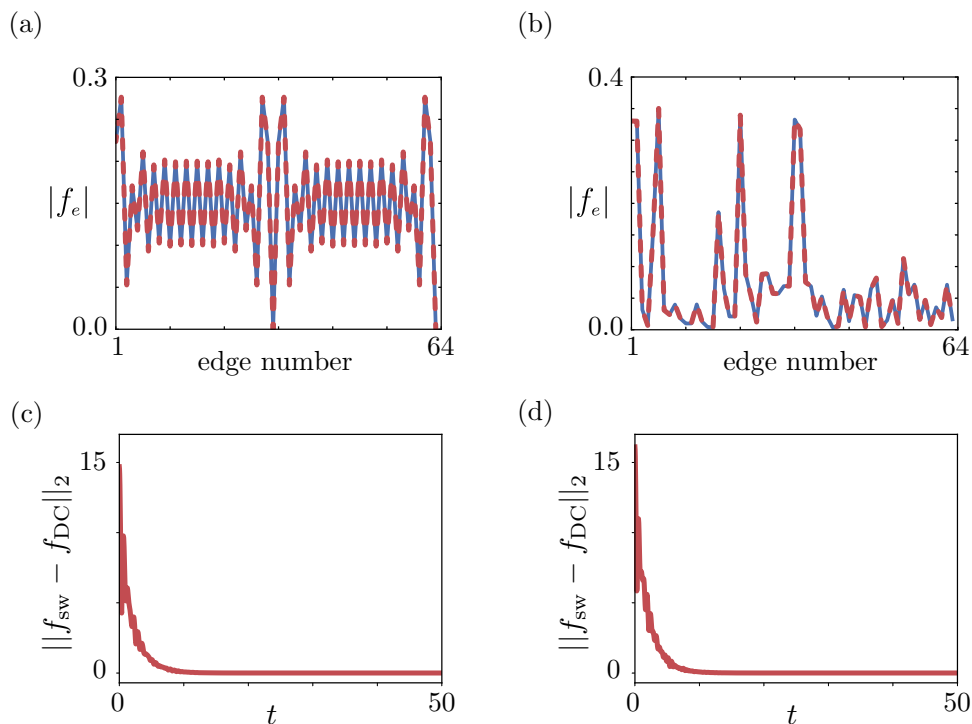 (a)
0.3
|f_e|
0.0
1
64
edge number
(b)
0.4
|f_e|
0.0
1
64
edge number
(c)
15
||f_sw − f_DC||_2
0
0
50
t
(d)
15
||f_sw − f_DC||_2
0
0
50
t